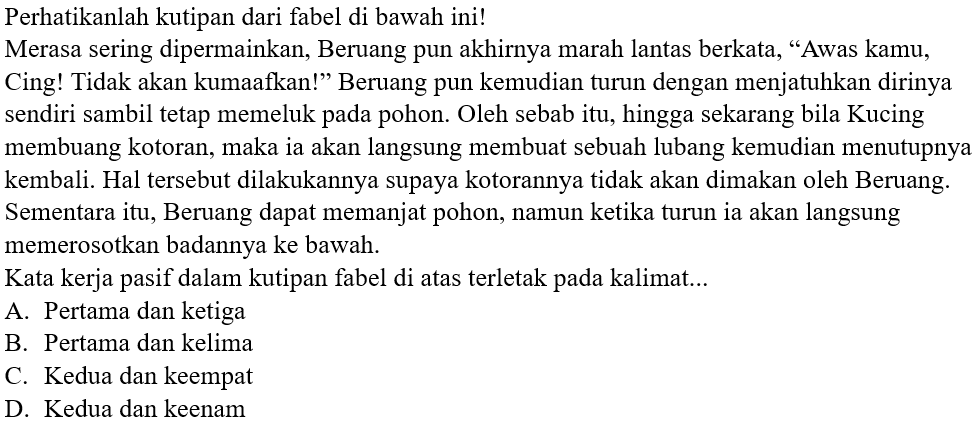 Perhatikanlah kutipan dari fabel di bawah ini!
Merasa sering dipermainkan, Beruang pun akhirnya marah lantas berkata, “Awas kamu,
Cing! Tidak akan kumaafkan!” Beruang pun kemudian turun dengan menjatuhkan dirinya
sendiri sambil tetap memeluk pada pohon. Oleh sebab itu, hingga sekarang bila Kucing
membuang kotoran, maka ia akan langsung membuat sebuah lubang kemudian menutupnya
kembali. Hal tersebut dilakukannya supaya kotorannya tidak akan dimakan oleh Beruang.
Sementara itu, Beruang dapat memanjat pohon, namun ketika turun ia akan langsung
memerosotkan badannya ke bawah.
Kata kerja pasif dalam kutipan fabel di atas terletak pada kalimat...
A. Pertama dan ketiga
B. Pertama dan kelima
C. Kedua dan keempat
D. Kedua dan keenam